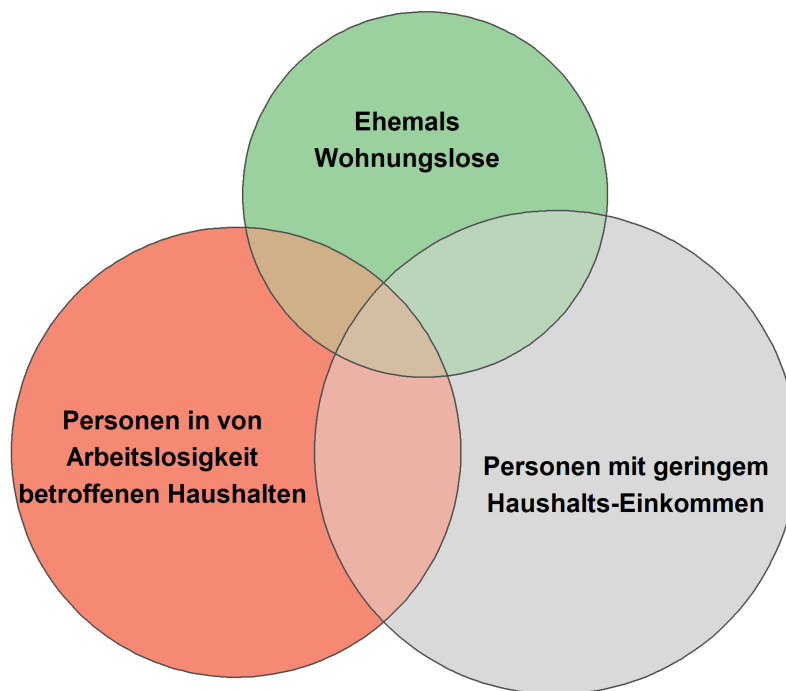 Ehemals
Wohnungslose
Personen in von
Arbeitslosigkeit
betroffenen Haushalten
Personen mit geringem
Haushalts-Einkommen